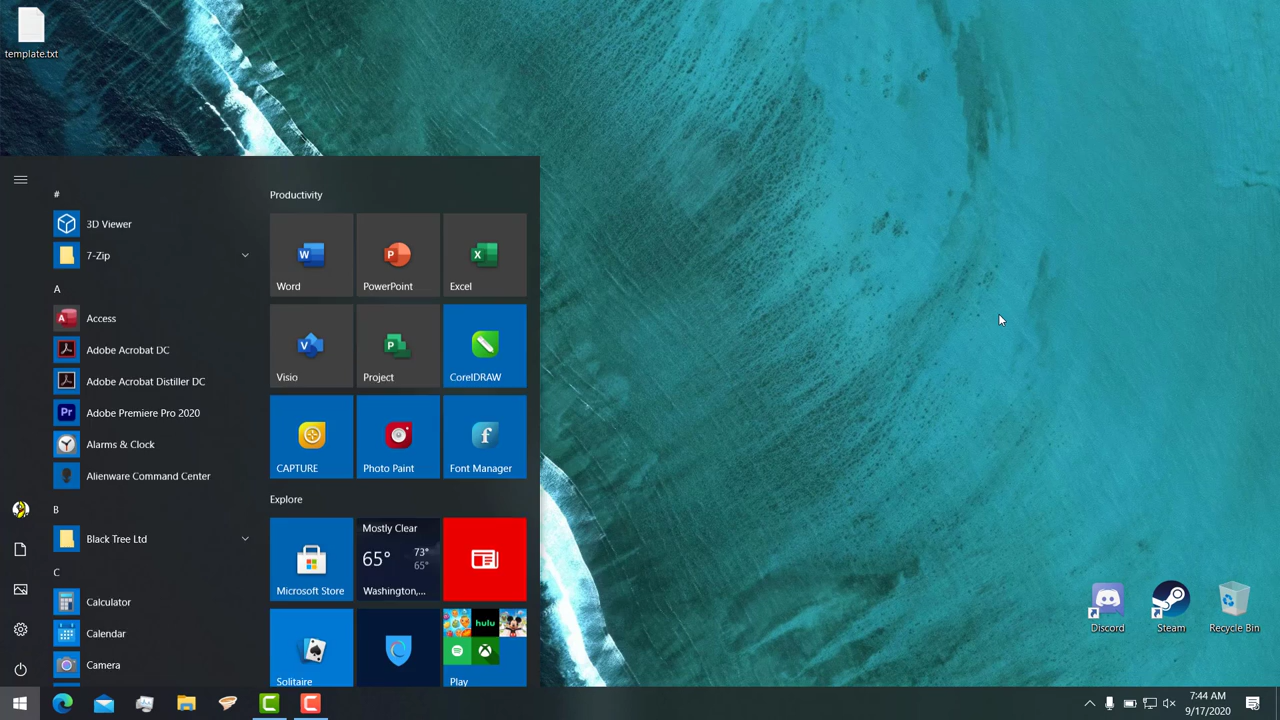 template.txt
#
3D Viewer
7-Zip
A
Access
Adobe Acrobat DC
Adobe Acrobat Distiller DC
Adobe Premiere Pro 2020
Alarms & Clock
Alienware Command Center
B
Black Tree Ltd
C
Calculator
Calendar
Camera
Productivity
Word
PowerPoint
Excel
Visio
Project
CorelDRAW
CAPTURE
Photo Paint
Font Manager
Explore
Microsoft Store
Mostly Clear
65°
73°
65°
Washington,...
Solitaire
hulu
Play
Discord
Steam
Recycle Bin
7:44 AM
9/17/2020